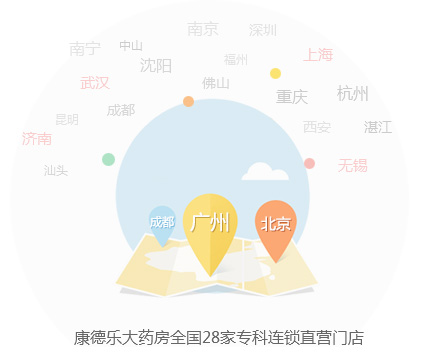 南京
深圳
南宁
中山
上海
福州
沈阳
武汉
佛山
杭州
重庆
成都
昆明
西安
湛江
济南
无锡
汕头
成都
广州
北京
康德乐大药房全国28家专科连锁直营门店